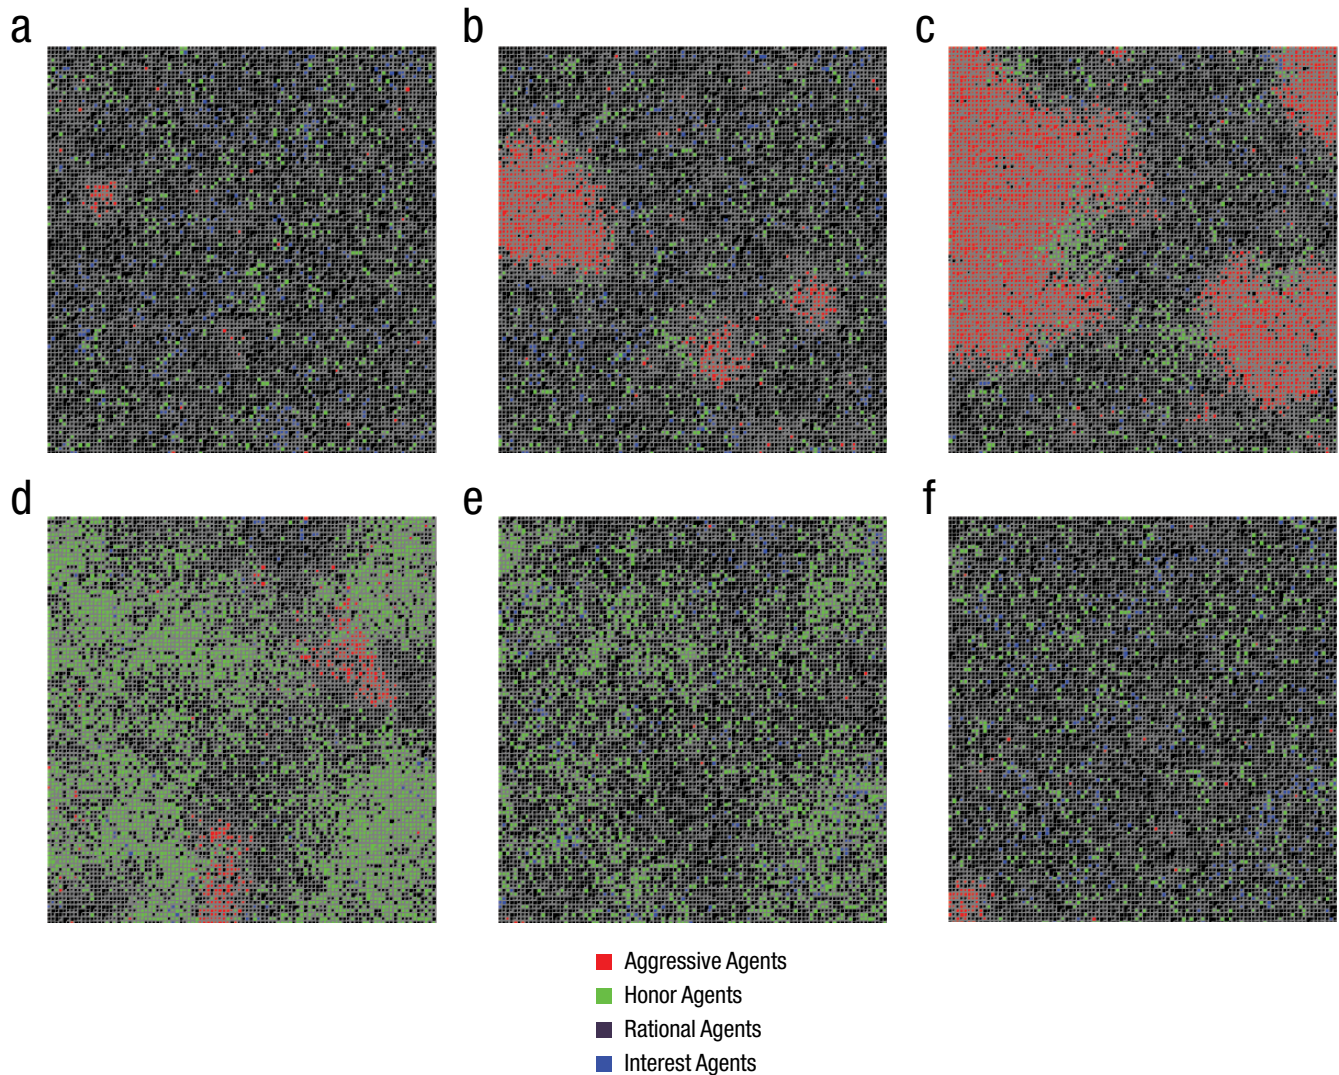 a
b
c
d
e
f
Aggressive Agents
Honor Agents
Rational Agents
Interest Agents